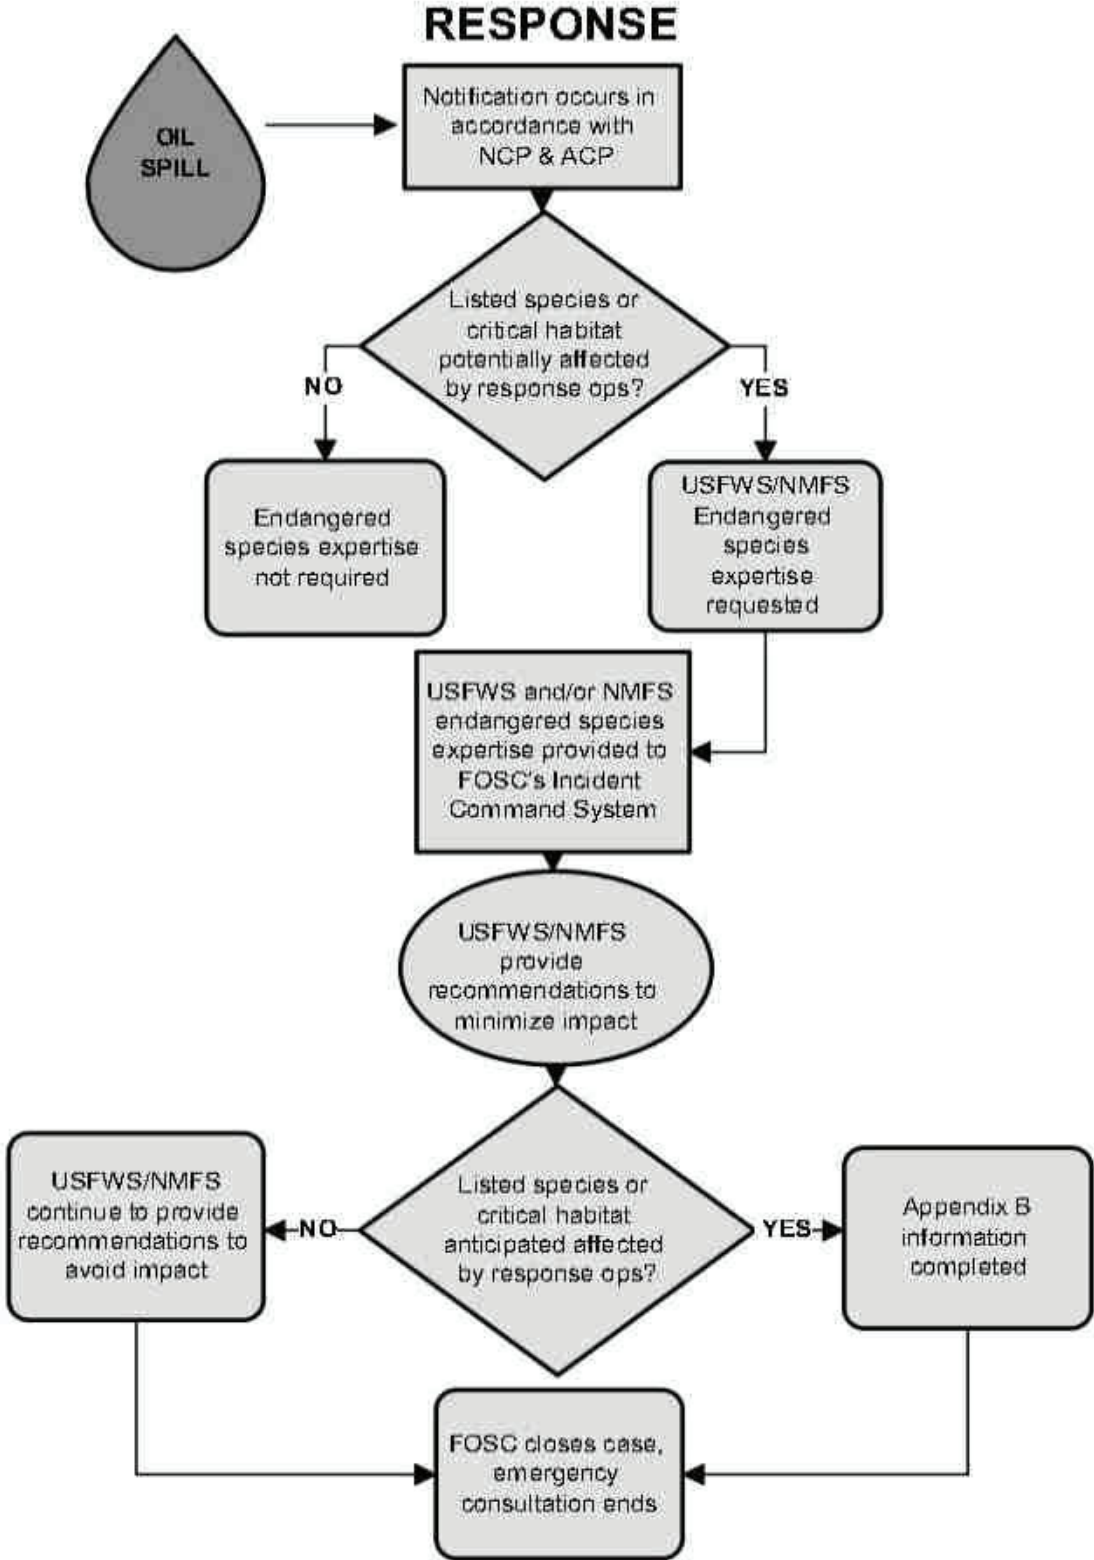 RESPONSE
OIL
SPILL
Notification occurs in
accordance with
NCP & ACP
Listed species or
critical habitat
potentially affected
by response ops?
NO
YES
Endangered
species expertise
not required
USFWS/NMFS
Endangered
species
expertise
requested
USFWS and/or NMFS
endangered species
expertise provided to
FOSC's Incident
Command System
USFWS/NMFS
provide
recommendations to
minimize impact
Listed species or
critical habitat
anticipated affected
by response ops?
NO
YES
USFWS/NMFS
continue to provide
recommendations to
avoid impact
Appendix B
information
completed
FOSC closes case,
emergency
consultation ends